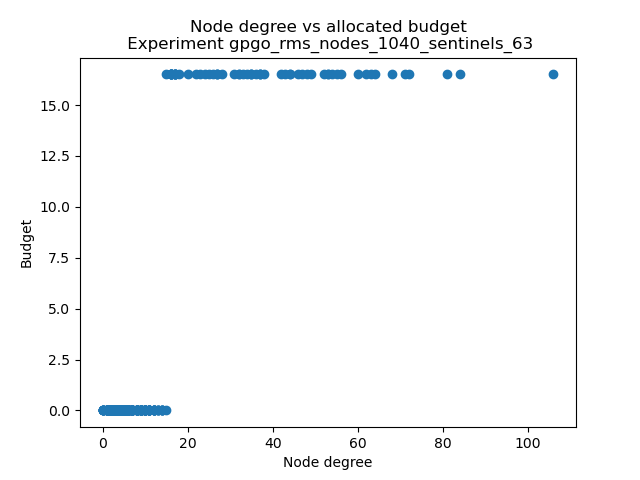 Node degree vs allocated budget
Experiment gpgo_rms_nodes_1040_sentinels_63
15.0
12.5
10.0
7.5
5.0
2.5
0.0
Budget
0 20 40 60 80 100
Node degree